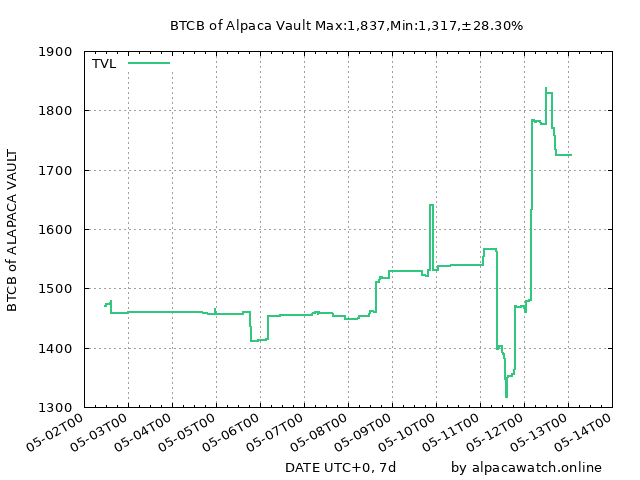 BTCB of Alpaca Vault Max:1,837,Min:1,317,±28.30%
TVL
BTCB of ALAPACA VAULT
1900
1800
1700
1600
1500
1400
1300
05-02T00
05-03T00
05-04T00
05-05T00
05-06T00
05-07T00
05-08T00
05-09T00
05-10T00
05-11T00
05-12T00
05-13T00
05-14T00
DATE UTC+0, 7d
by alpacawatch.online